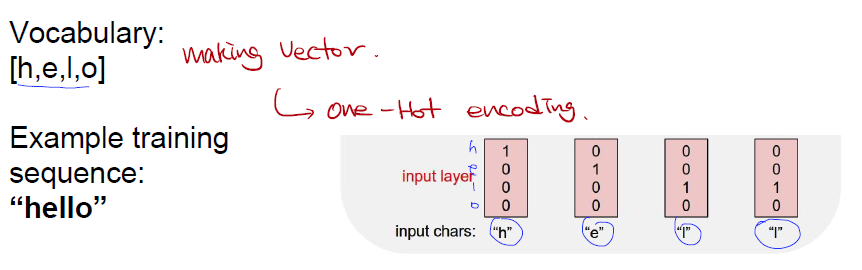 Vocabulary:
[h,e,l,o]
making Vector.
↳ one-Hot encoding.
Example training
sequence:
“hello”
h 1 0 0 0
e 0 1 0 0
input layer
l 0 0 1 1
o 0 0 0 0
input chars: “h” “e” “l” “l”